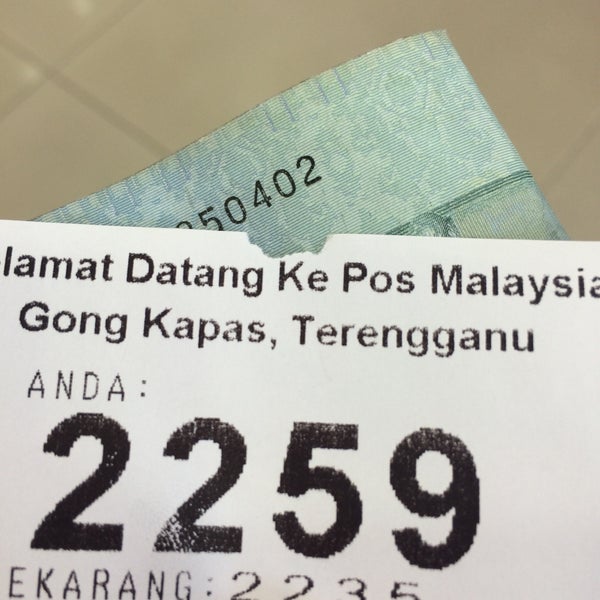 50402
lamat Datang Ke Pos Malaysia
Gong Kapas, Terengganu
ANDA:
2259
EKARANG: 2235